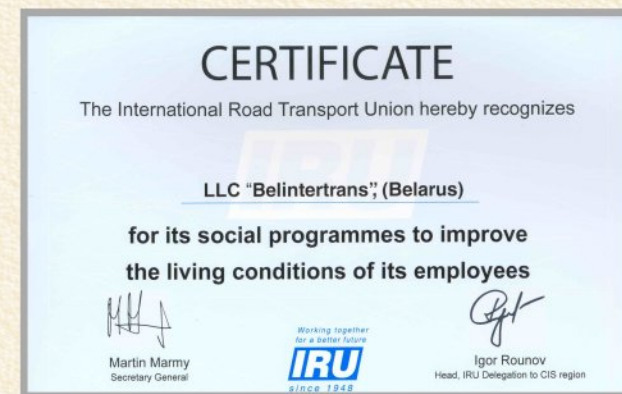 CERTIFICATE
The International Road Transport Union hereby recognizes
IRU
LLC “Belintertrans”, (Belarus)
for its social programmes to improve
the living conditions of its employees
Martin Marmy
Secretary General
Working together
for a better future
IRU
since 1948
Igor Rounov
Head, IRU Delegation to CIS region